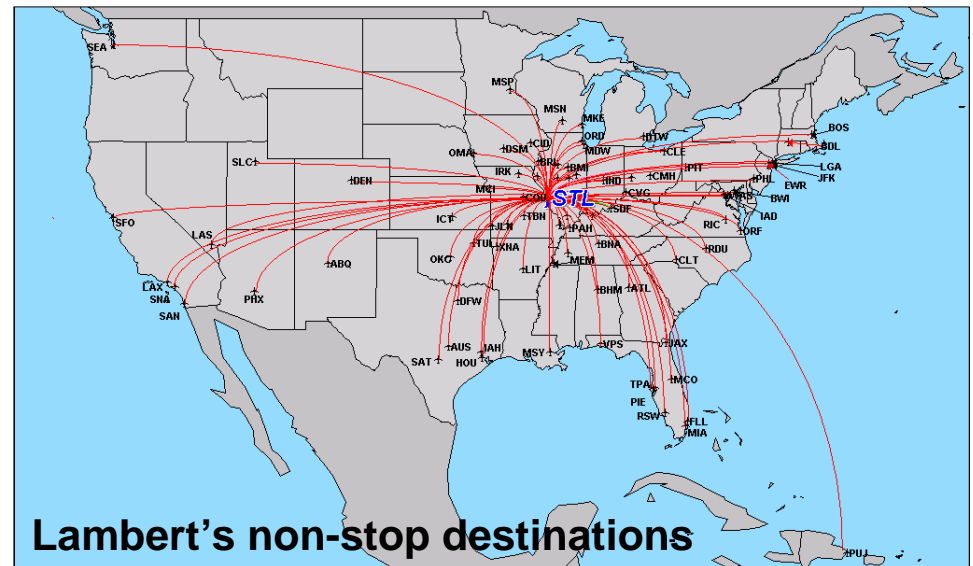 SEA
MSP
MSN
MKE
BOS
DSM
CID
ORD
MDW
DTW
BDL
OMA
CLE
LGA
SLC
BRL
BMI
PIT
JFK
IRK
IND
CMH
PHL
EWR
DEN
MCI
CVG
BWI
COU
STL
SDF
IAD
SFO
ICT
TBN
RIC
ORF
LAS
JLN
PAH
TUL
XNA
BNA
RDU
ABQ
OKC
LIT
MEM
CLT
LAX
SNA
PHX
BHM
ATL
SAN
DFW
AUS
IAH
VPS
JAX
SAT
HOU
MSY
TPA
MCO
PIE
RSW
FLL
MIA
Lambert's non-stop destinations
PUJ